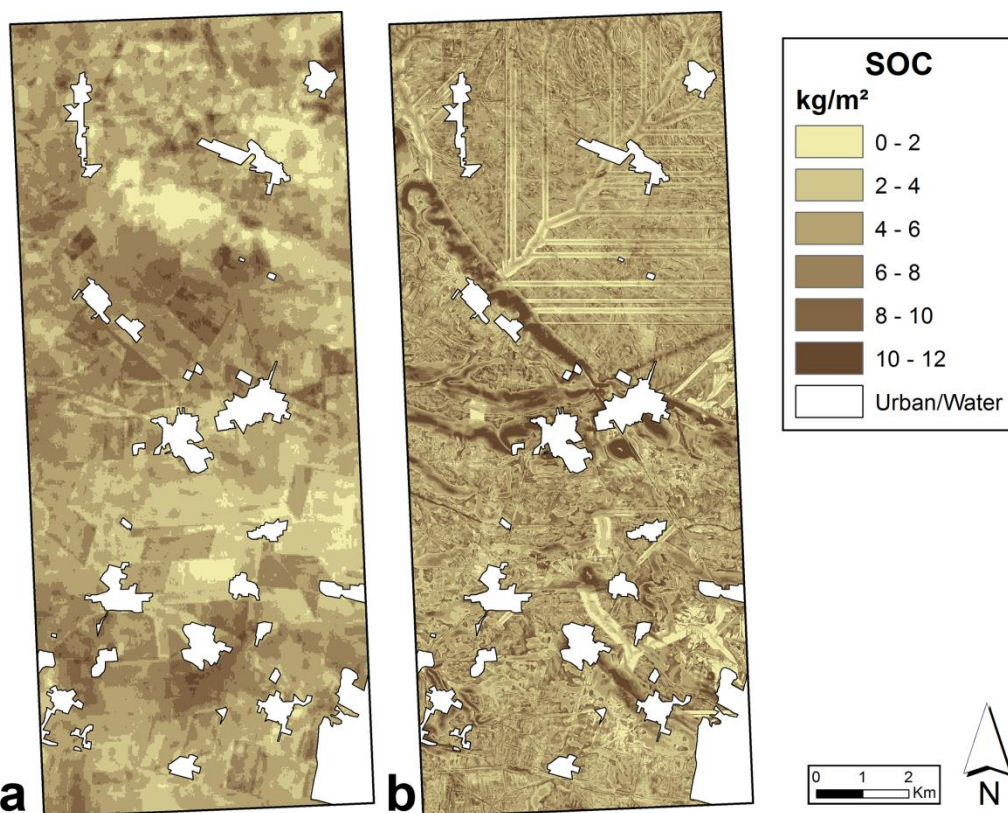 SOC
kg/m²
0 - 2
2 - 4
4 - 6
6 - 8
8 - 10
10 - 12
Urban/Water
a
b
0 1 2
Km
N